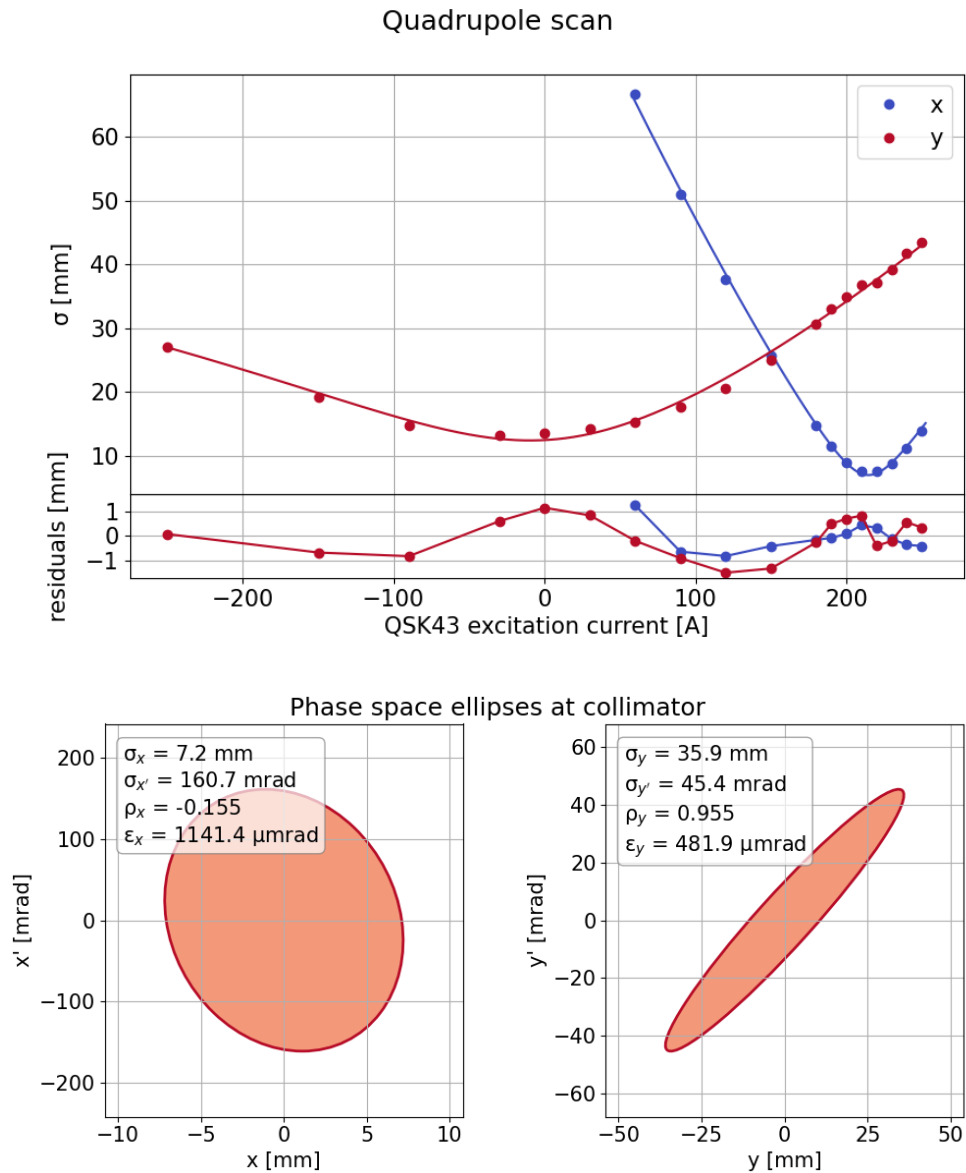 Quadrupole scan
σ [mm]
60
50
40
30
20
10
x
y
residuals [mm]
1
0
−1
−200
−100
0
100
200
QSK43 excitation current [A]
Phase space ellipses at collimator
x' [mrad]
200
100
0
−100
−200
σx = 7.2 mm
σx' = 160.7 mrad
ρx = -0.155
εx = 1141.4 μmrad
−10
−5
0
5
10
x [mm]
y' [mrad]
60
40
20
0
−20
−40
−60
σy = 35.9 mm
σy' = 45.4 mrad
ρy = 0.955
εy = 481.9 μmrad
−50
−25
0
25
50
y [mm]